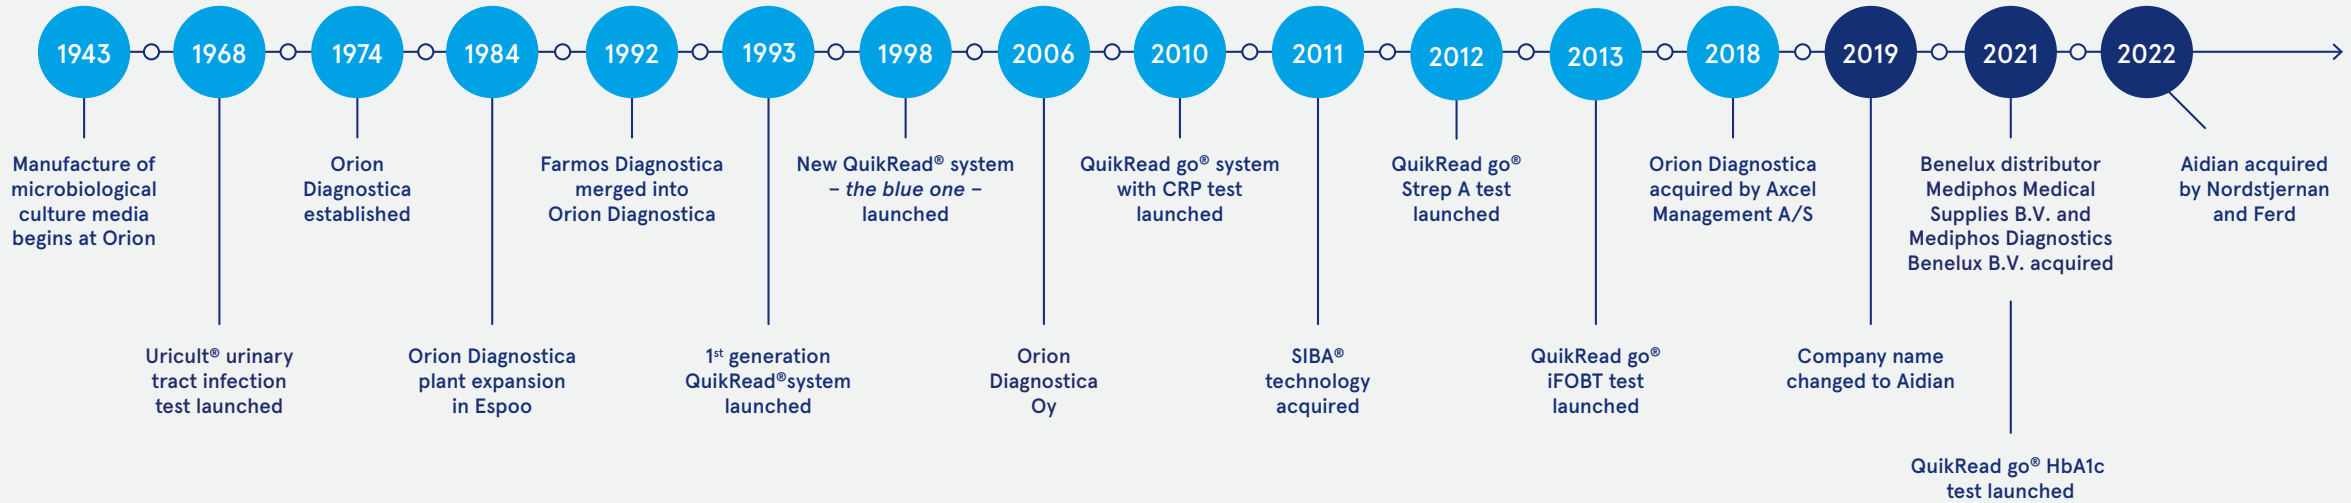 1943
1968
1974
1984
1992
1993
1998
2006
2010
2011
2012
2013
2018
2019
2021
2022
Manufacture of
microbiological
culture media
begins at Orion
Uricult® urinary
tract infection
test launched
Orion
Diagnostica
established
Orion Diagnostica
plant expansion
in Espoo
Farmos Diagnostica
merged into
Orion Diagnostica
1st generation
QuikRead®system
launched
New QuikRead® system
– the blue one –
launched
Orion
Diagnostica
Oy
QuikRead go® system
with CRP test
launched
SIBA®
technology
acquired
QuikRead go®
Strep A test
launched
QuikRead go®
iFOBT test
launched
Orion Diagnostica
acquired by Axcel
Management A/S
Company name
changed to Aidian
Benelux distributor
Mediphos Medical
Supplies B.V. and
Mediphos Diagnostics
Benelux B.V. acquired
QuikRead go® HbA1c
test launched
Aidian acquired
by Nordstjernan
and Ferd